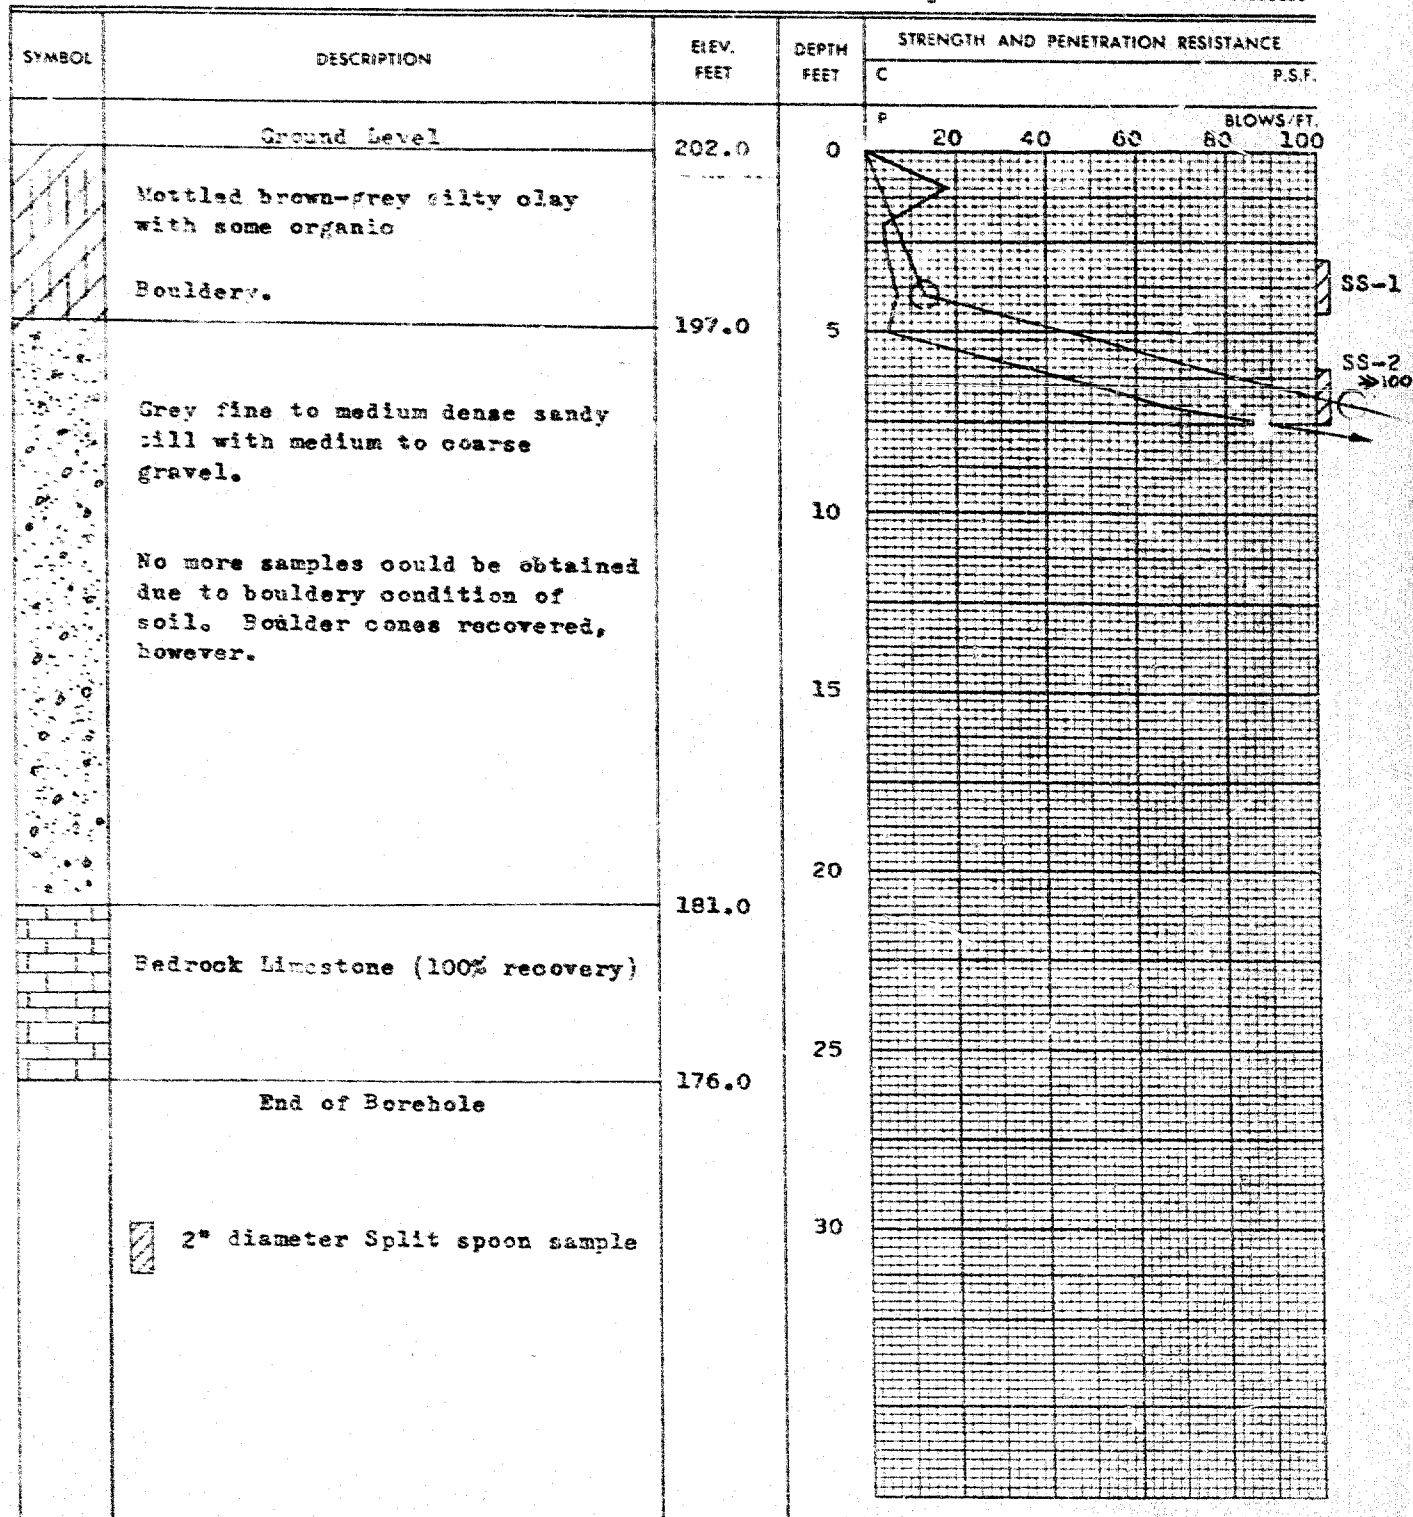 SYMBOL
DESCRIPTION
ELEV.
FEET
DEPTH
FEET
STRENGTH AND PENETRATION RESISTANCE
C P.S.F.
P BLOWS/FT.
20 40 60 80 100
Ground Level
202.0
0
Mottled brown-grey silty clay
with some organic
Bouldery.
SS-1
197.0
5
SS-2
≫100
Grey fine to medium dense sandy
till with medium to coarse
gravel.
10
No more samples could be obtained
due to bouldery condition of
soil. Boulder cones recovered,
however.
15
20
181.0
Bedrock Limestone (100% recovery)
25
176.0
End of Borehole
30
2" diameter Split spoon sample